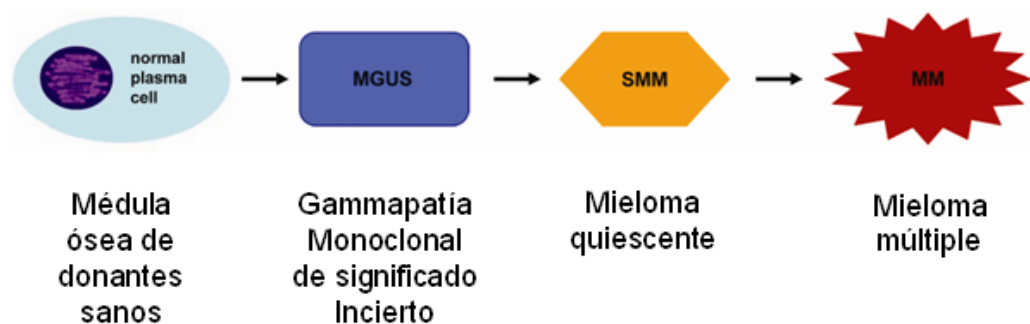 normal
plasma
cell
MGUS
SMM
MM
Médula
ósea de
donantes
sanos
Gammapatía
Monoclonal
de significado
Incierto
Mieloma
quiescente
Mieloma
múltiple